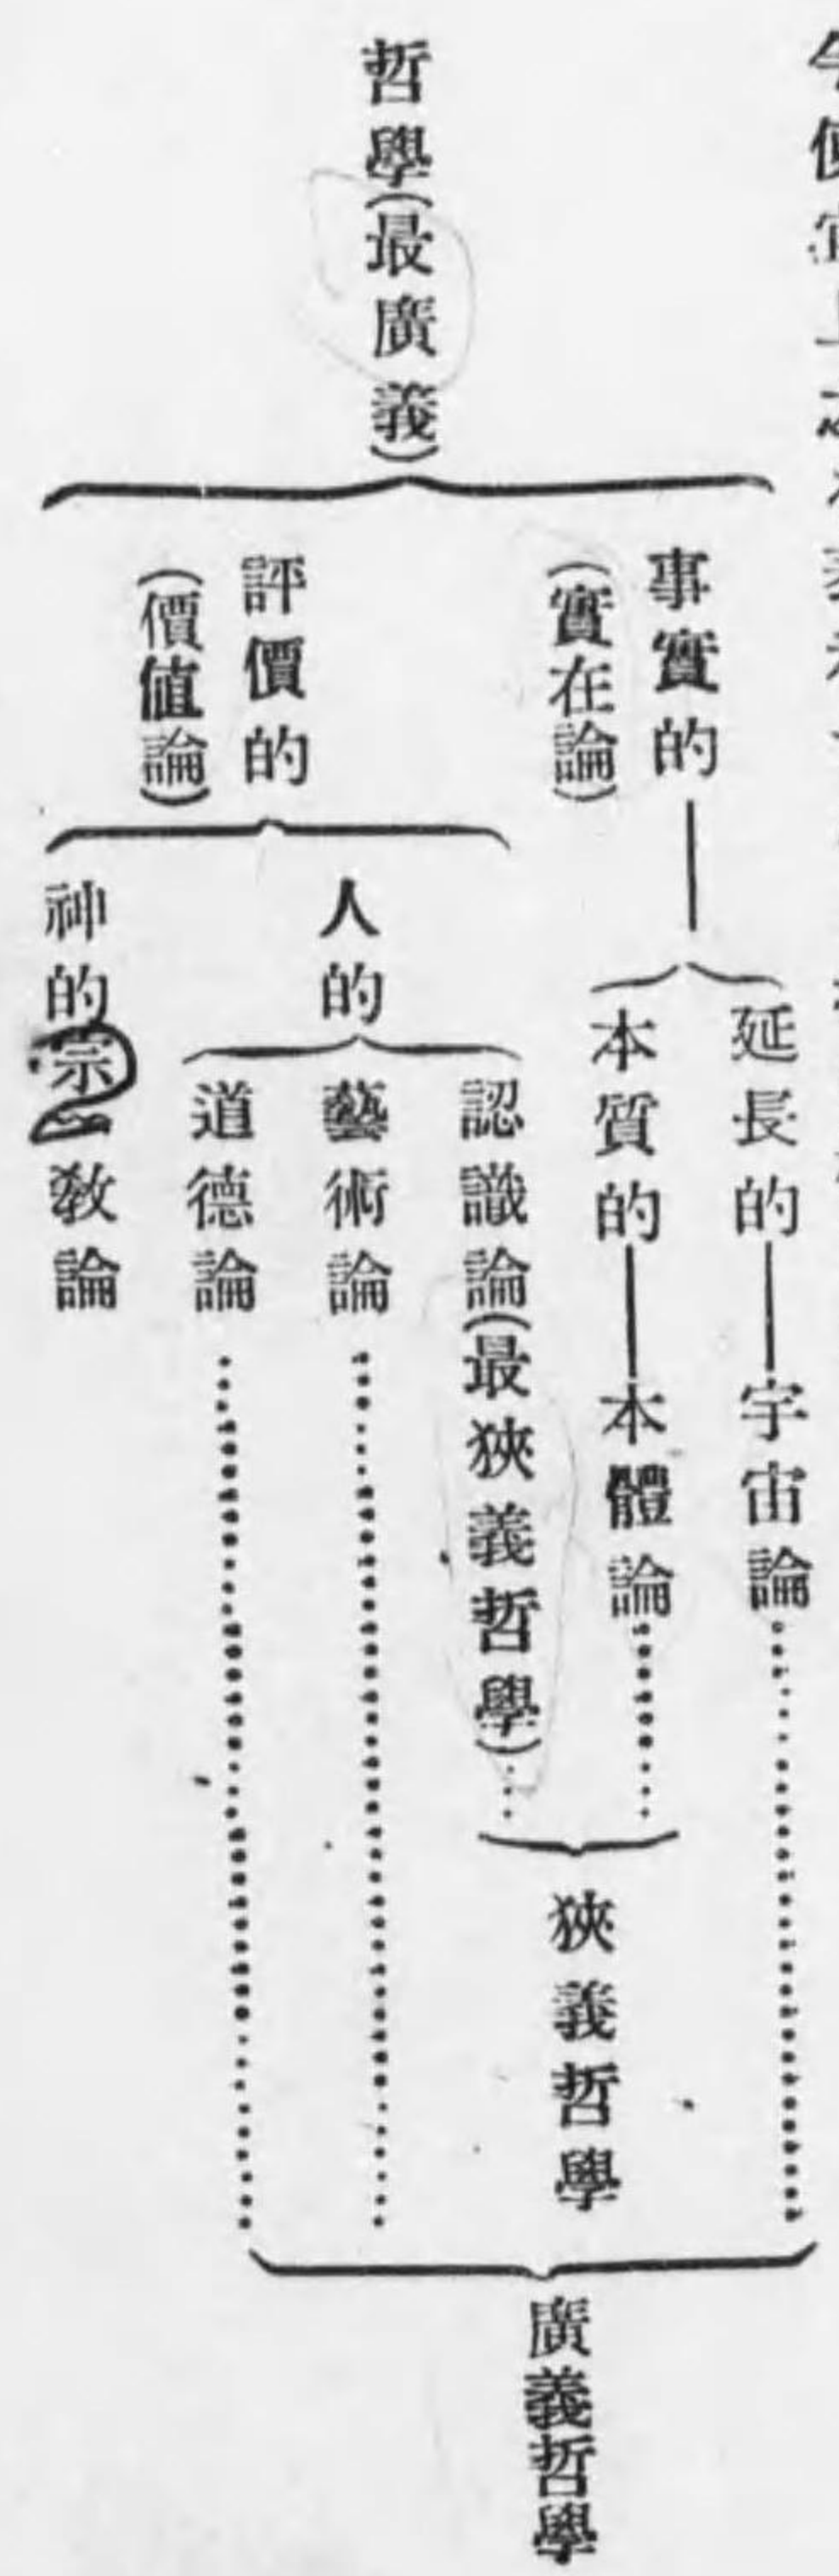 哲學(最廣義)
事實的
(實在論)
延長的
宇宙論
本質的
本體論
評價的
(價値論)
人的
認識論(最狹義哲學)
藝術論
道德論
神的
宗敎論
狹義哲學
廣義哲學